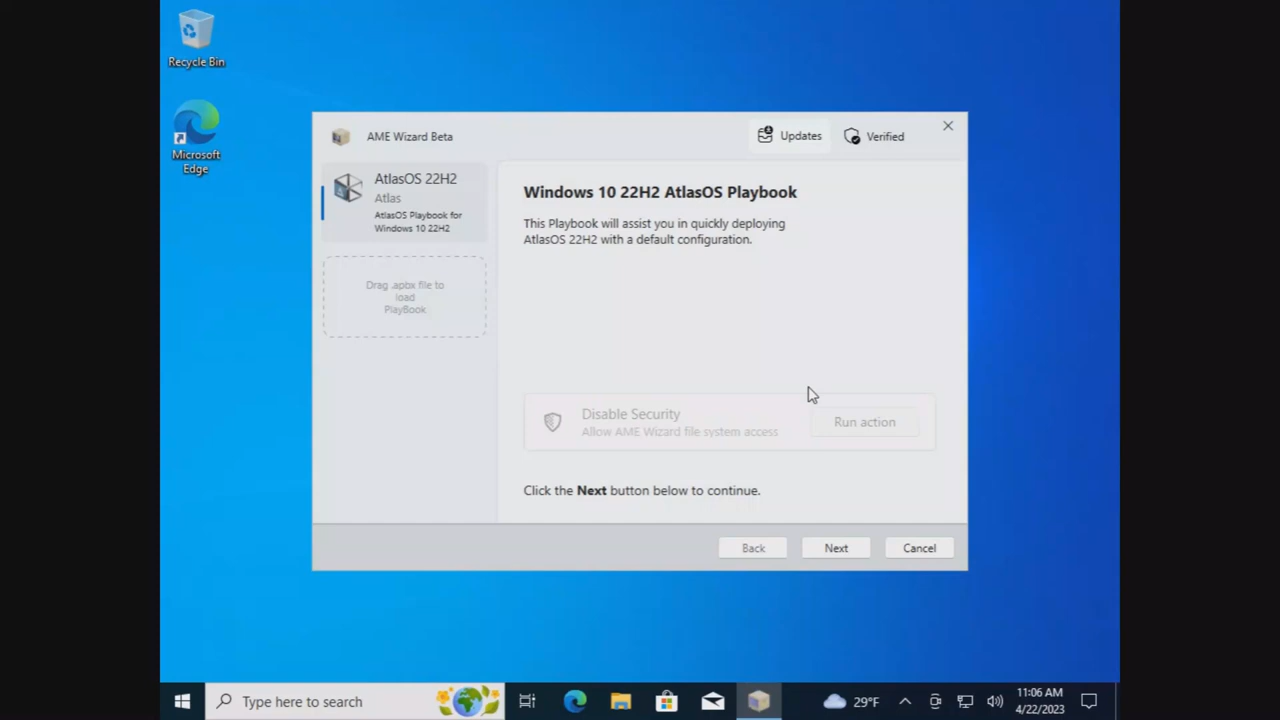 Recycle Bin
Microsoft
Edge
AME Wizard Beta
Updates
Verified
AtlasOS 22H2
Atlas
AtlasOS Playbook for
Windows 10 22H2
Drag .apbx file to
load
PlayBook
Windows 10 22H2 AtlasOS Playbook
This Playbook will assist you in quickly deploying
AtlasOS 22H2 with a default configuration.
Disable Security
Allow AME Wizard file system access
Run action
Click the Next button below to continue.
Back
Next
Cancel
Type here to search
29°F
11:06 AM
4/22/2023